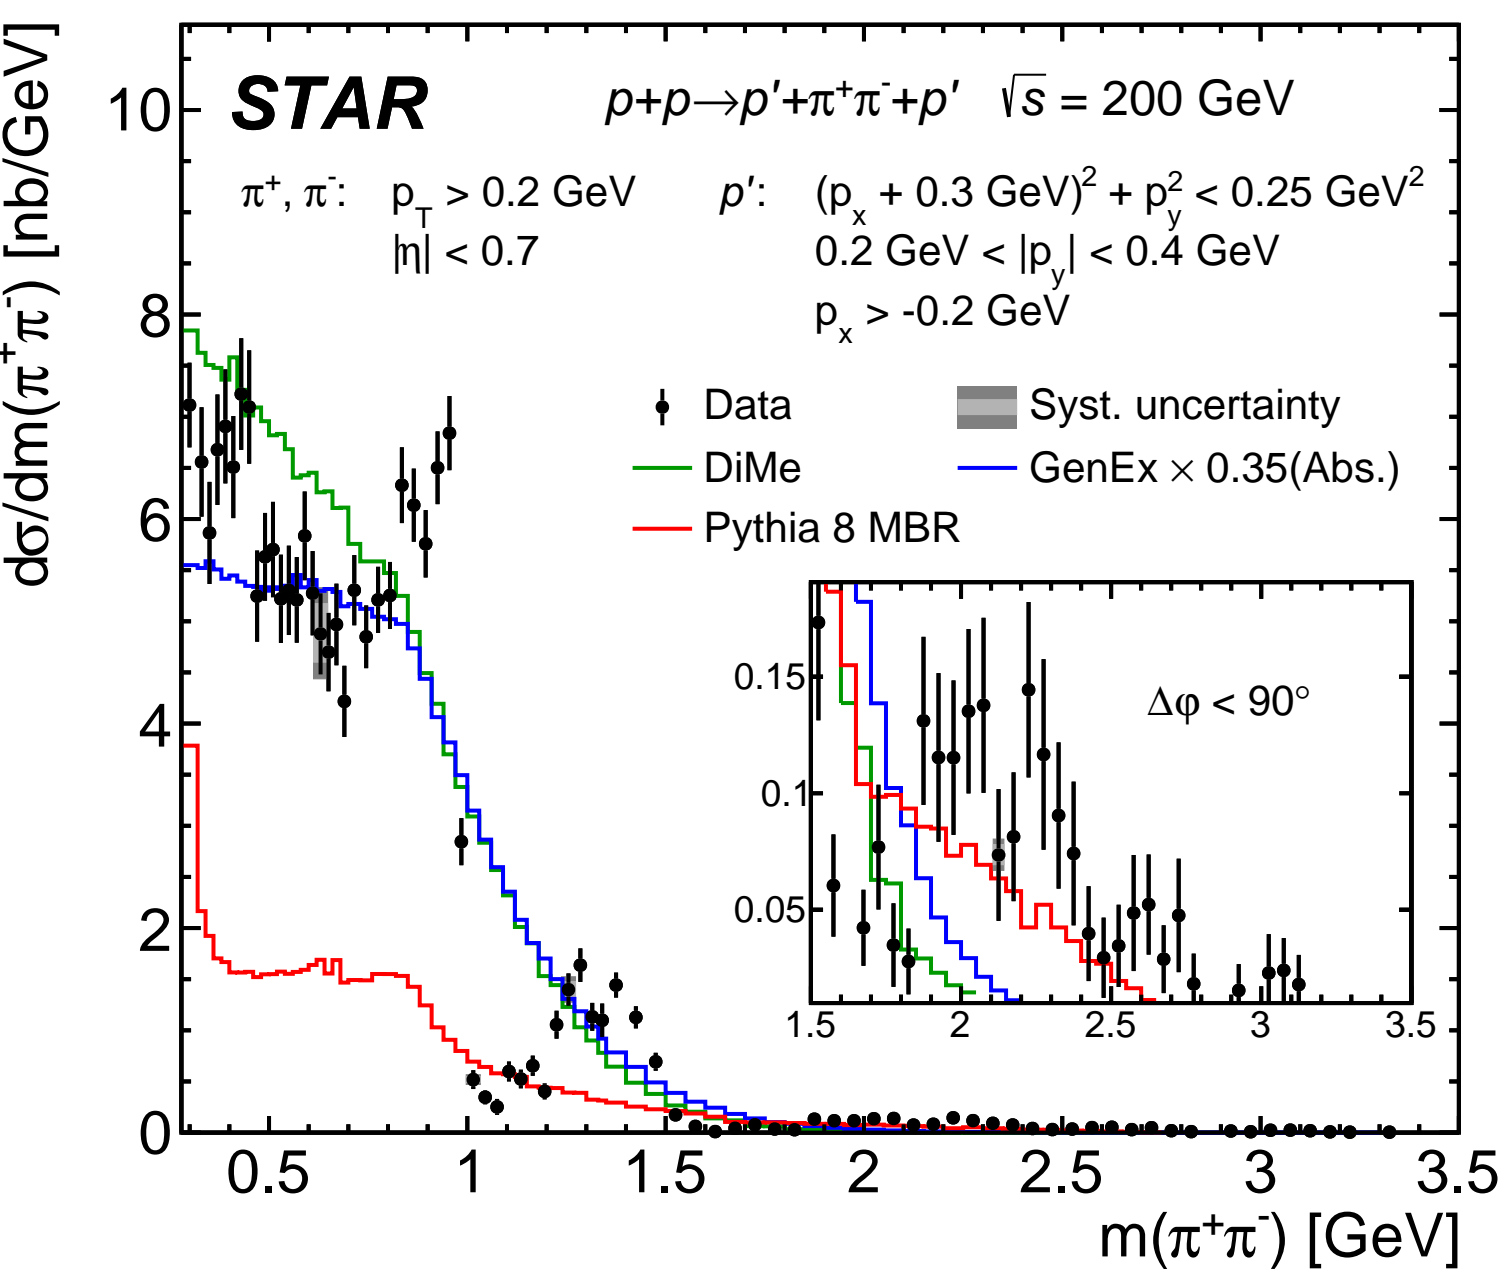 STAR p+p→p′+π⁺π⁻+p′ √s = 200 GeV
π⁺, π⁻: p_T > 0.2 GeV p′: (p_x + 0.3 GeV)² + p_y² < 0.25 GeV²
|η| < 0.7 0.2 GeV < |p_y| < 0.4 GeV
p_x > -0.2 GeV
Data Syst. uncertainty
DiMe GenEx × 0.35(Abs.)
Pythia 8 MBR
dσ/dm(π⁺π⁻) [nb/GeV]
10
8
6
4
2
0
Δφ < 90°
0.15
0.1
0.05
1.5 2 2.5 3 3.5
0.5 1 1.5 2 2.5 3 3.5
m(π⁺π⁻) [GeV]